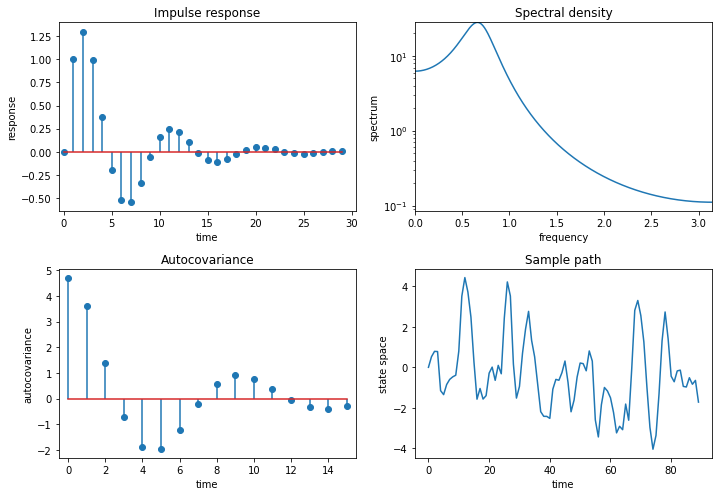 Impulse response
1.25
1.00
0.75
0.50
0.25
0.00
−0.25
−0.50
response
0 5 10 15 20 25 30
time
Spectral density
10^1
10^0
10^−1
spectrum
0.0 0.5 1.0 1.5 2.0 2.5 3.0
frequency
Autocovariance
5
4
3
2
1
0
−1
−2
autocovariance
0 2 4 6 8 10 12 14
time
Sample path
4
2
0
−2
−4
state space
0 20 40 60 80
time